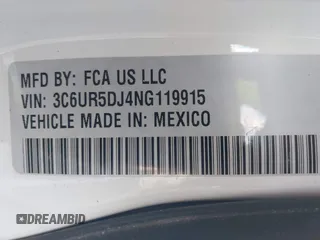 MFD BY: FCA US LLC
VIN: 3C6UR5DJ4NG119915
VEHICLE MADE IN: MEXICO
DREAMBID